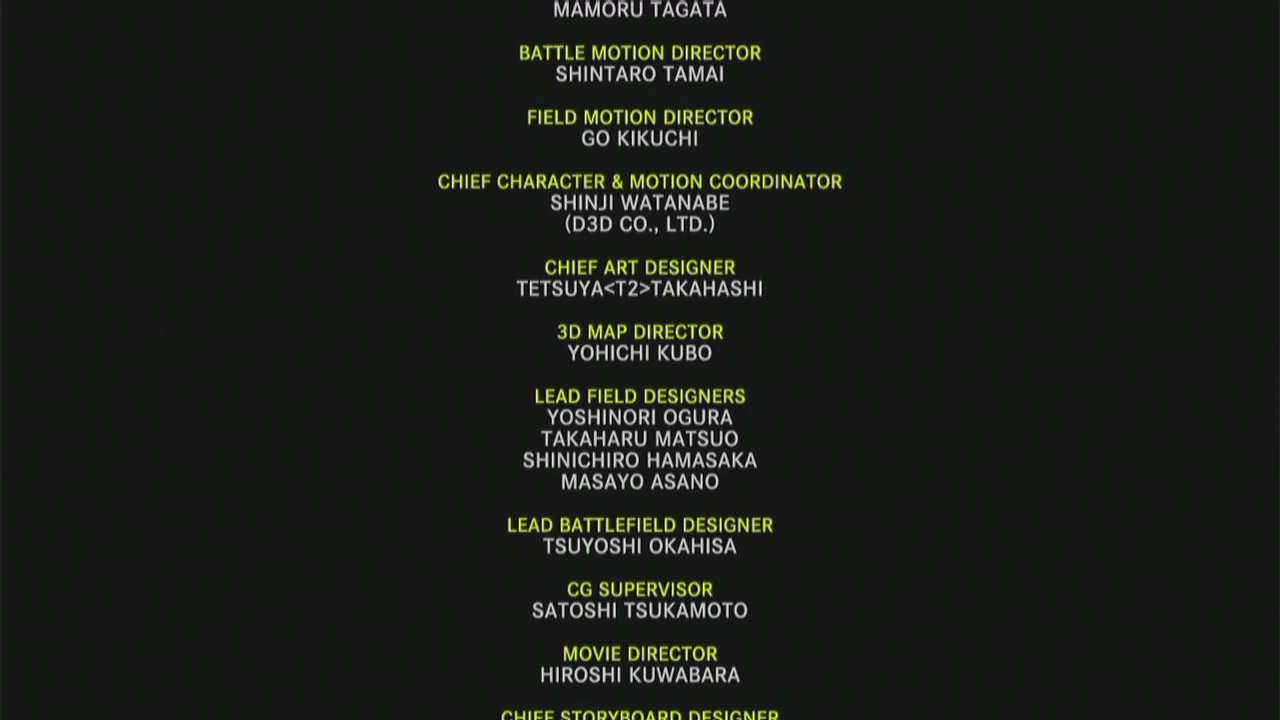 MAMORU TAGATA
BATTLE MOTION DIRECTOR
SHINTARO TAMAI
FIELD MOTION DIRECTOR
GO KIKUCHI
CHIEF CHARACTER & MOTION COORDINATOR
SHINJI WATANABE
(D3D CO., LTD.)
CHIEF ART DESIGNER
TETSUYA<T2>TAKAHASHI
3D MAP DIRECTOR
YOHICHI KUBO
LEAD FIELD DESIGNERS
YOSHINORI OGURA
TAKAHARU MATSUO
SHINICHIRO HAMASAKA
MASAYO ASANO
LEAD BATTLEFIELD DESIGNER
TSUYOSHI OKAHISA
CG SUPERVISOR
SATOSHI TSUKAMOTO
MOVIE DIRECTOR
HIROSHI KUWABARA
CHIEF STORYBOARD DESIGNER